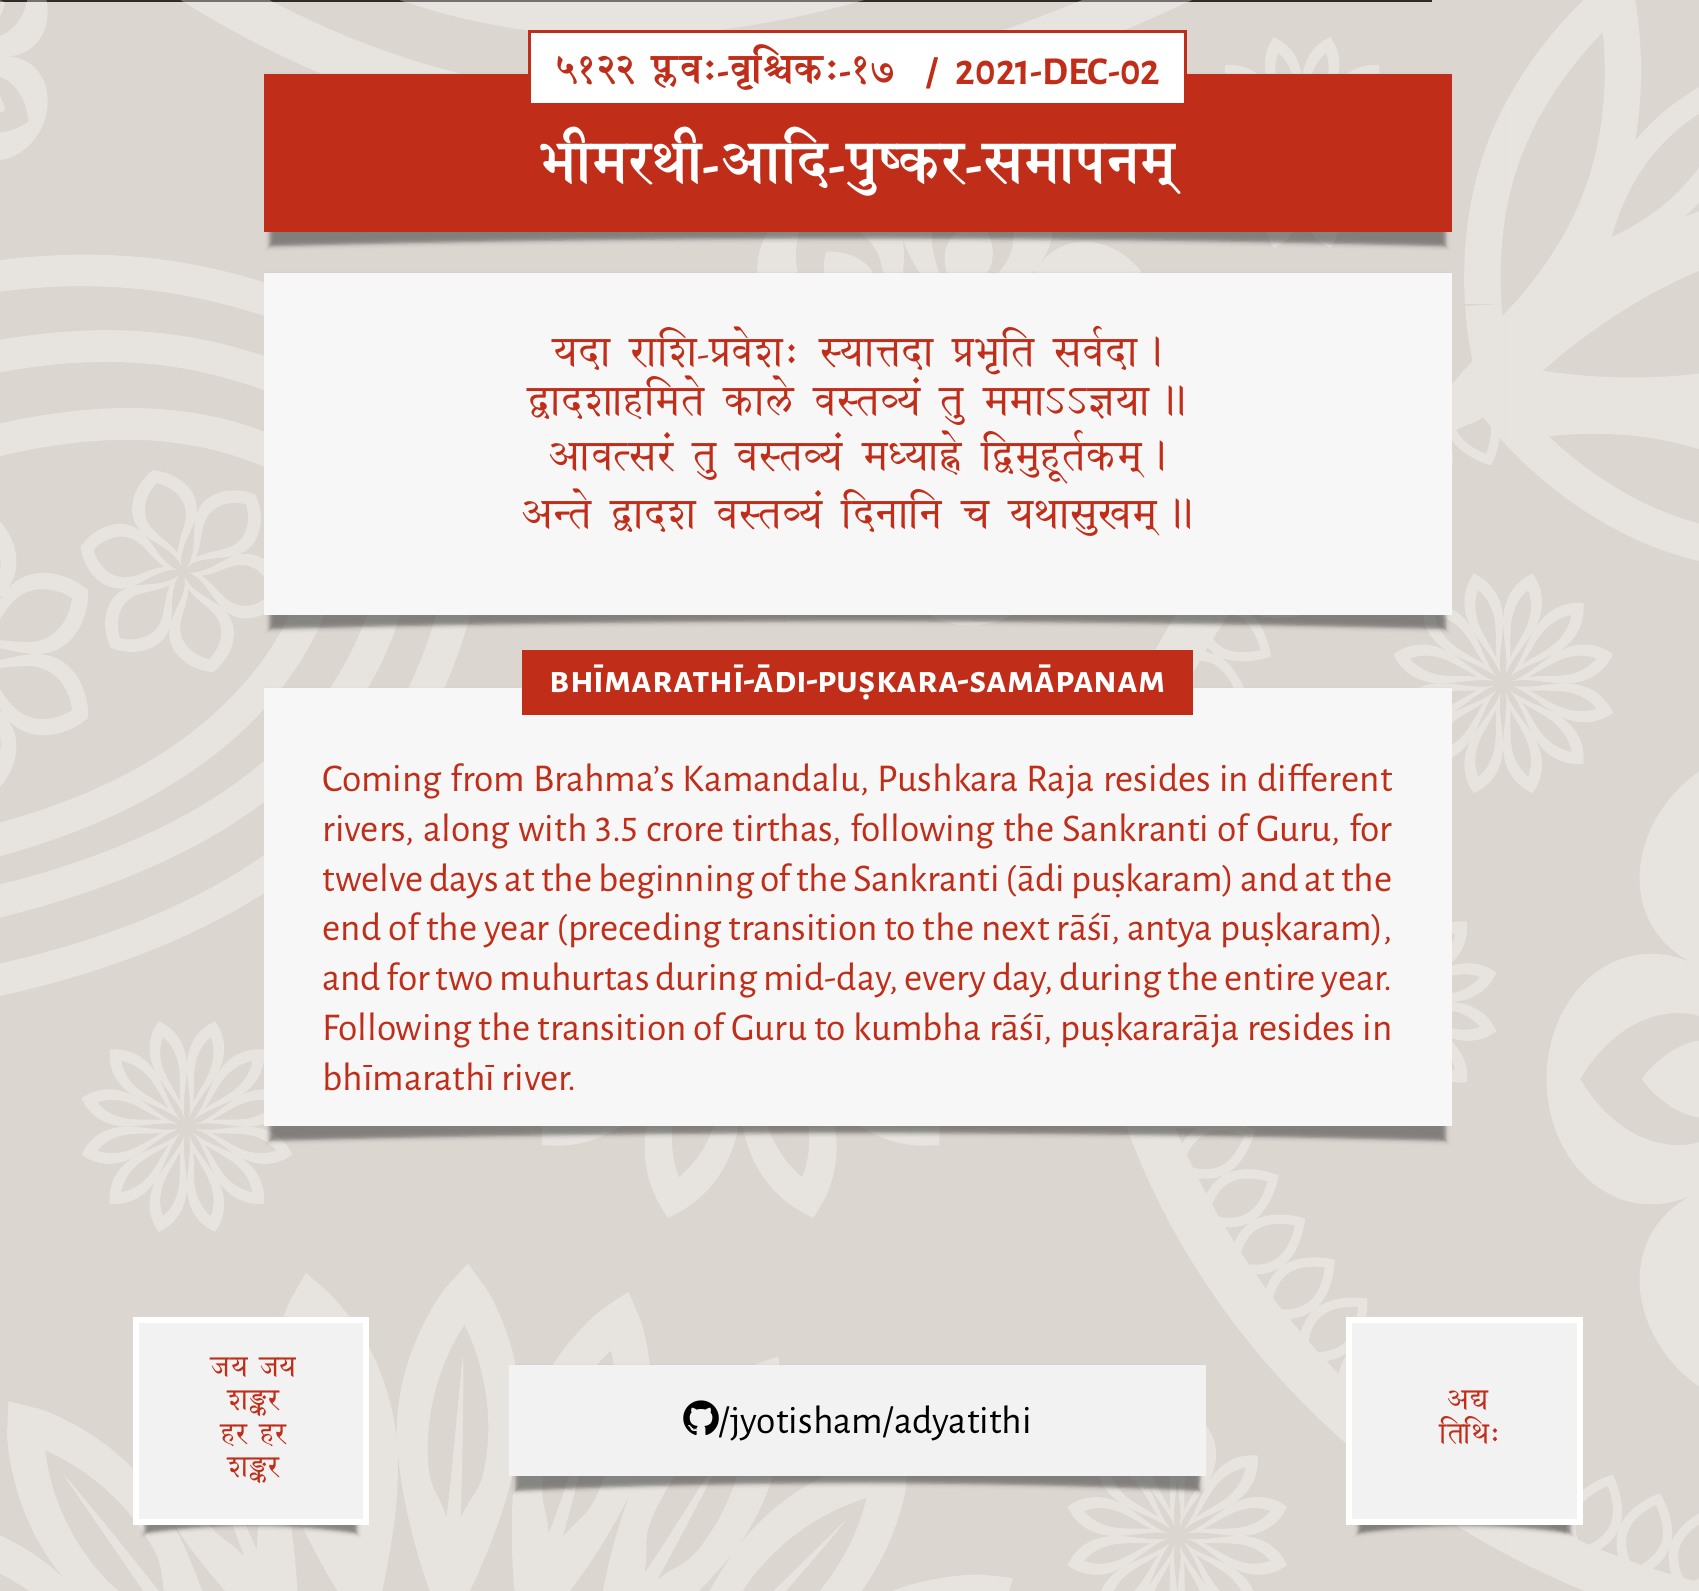 ५१२२ प्लवः-वृश्चिकः-१७ / 2021-DEC-02
भीमरथी-आदि-पुष्कर-समापनम्
यदा राशि-प्रवेशः स्यात्तदा प्रभृति सर्वदा।
द्वादशाहमिते काले वस्तव्यं तु ममाऽऽज्ञया॥
आवत्सरं तु वस्तव्यं मध्याह्ने द्विमुहूर्तकम्।
अन्ते द्वादश वस्तव्यं दिनानि च यथासुखम्॥
BHĪMARATHĪ-ĀDI-PUṢKARA-SAMĀPANAM
Coming from Brahma’s Kamandalu, Pushkara Raja resides in different
rivers, along with 3.5 crore tirthas, following the Sankranti of Guru, for
twelve days at the beginning of the Sankranti (ādi puṣkaram) and at the
end of the year (preceding transition to the next rāśī, antya puṣkaram),
and for two muhurtas during mid-day, every day, during the entire year.
Following the transition of Guru to kumbha rāśī, puṣkararāja resides in
bhīmarathī river.
जय जय
शङ्कर
हर हर
शङ्कर
/jyotisham/adyatithi
अद्य
तिथिः